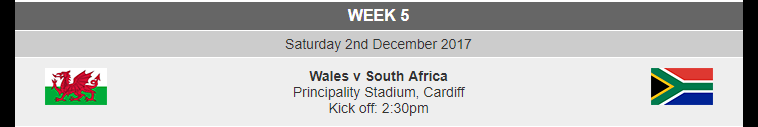 WEEK 5
Saturday 2nd December 2017
Wales v South Africa
Principality Stadium, Cardiff
Kick off: 2:30pm